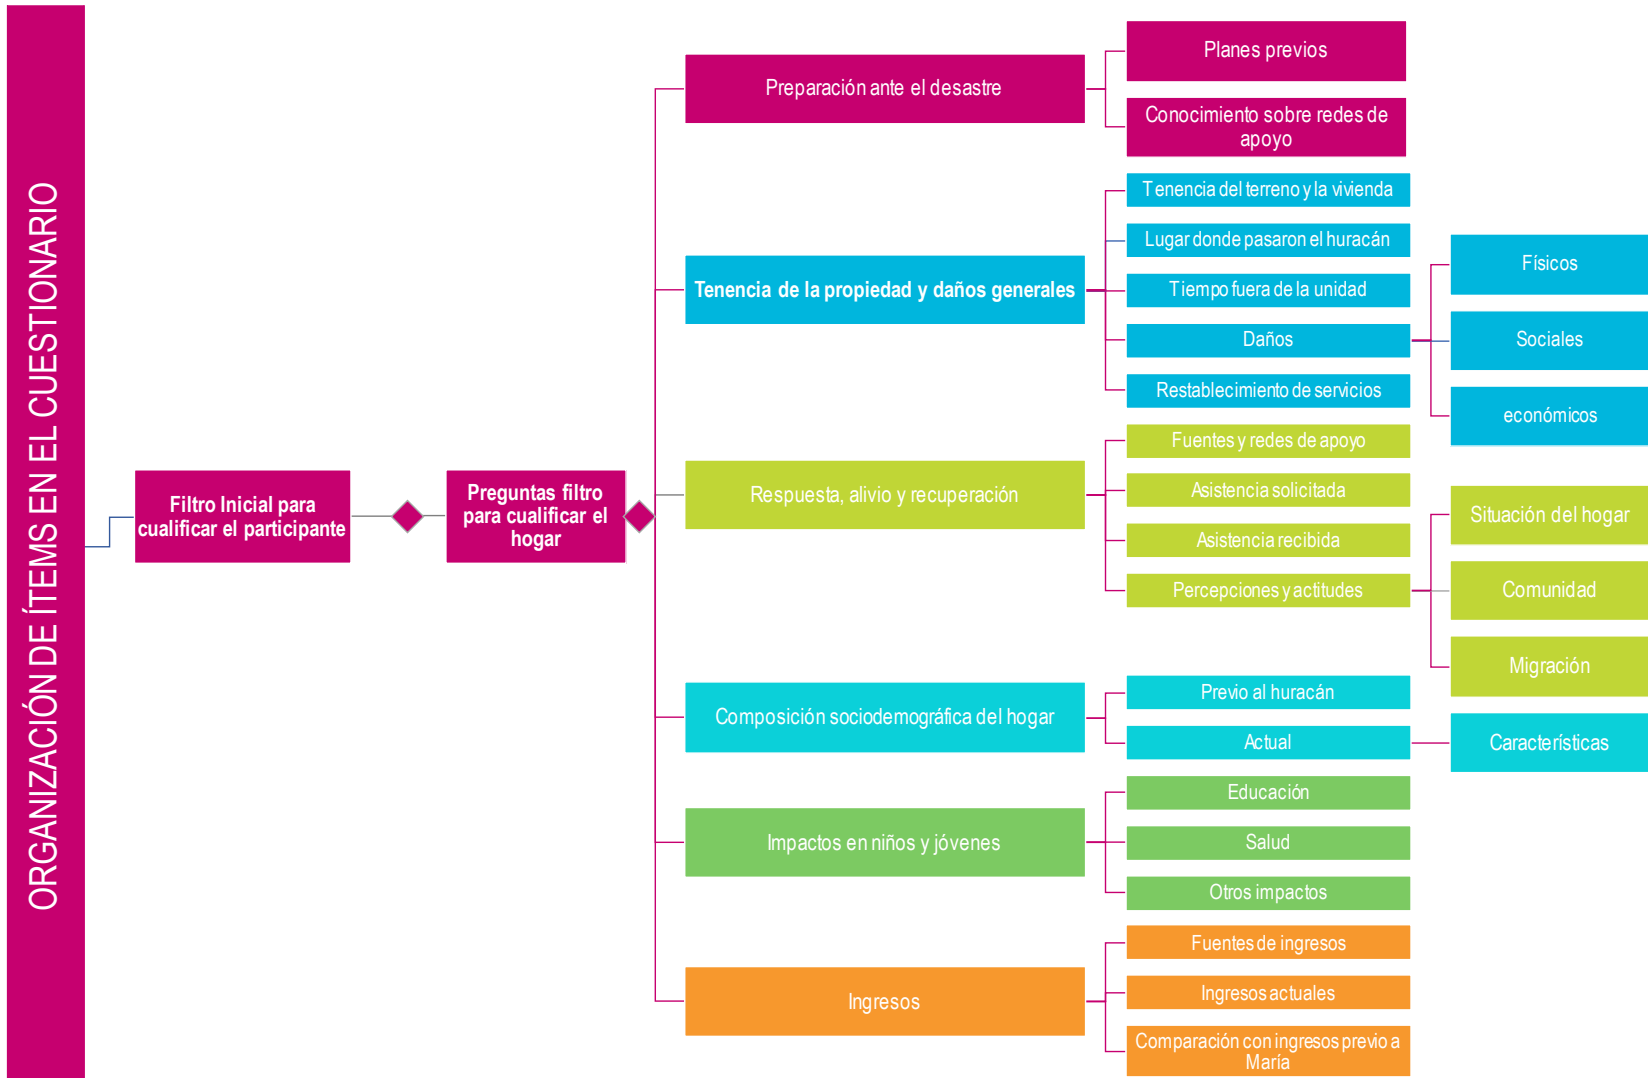 ORGANIZACIÓN DE ÍTEMS EN EL CUESTIONARIO
Filtro Inicial para
cualificar el participante
Preguntas filtro
para cualificar el
hogar
Preparación ante el desastre
Planes previos
Conocimiento sobre redes de
apoyo
Tenencia de la propiedad y daños generales
Tenencia del terreno y la vivienda
Lugar donde pasaron el huracán
Tiempo fuera de la unidad
Daños
Físicos
Sociales
económicos
Restablecimiento de servicios
Respuesta, alivio y recuperación
Fuentes y redes de apoyo
Asistencia solicitada
Asistencia recibida
Percepciones y actitudes
Situación del hogar
Comunidad
Migración
Composición sociodemográfica del hogar
Previo al huracán
Actual
Características
Impactos en niños y jóvenes
Educación
Salud
Otros impactos
Ingresos
Fuentes de ingresos
Ingresos actuales
Comparación con ingresos previo a
María